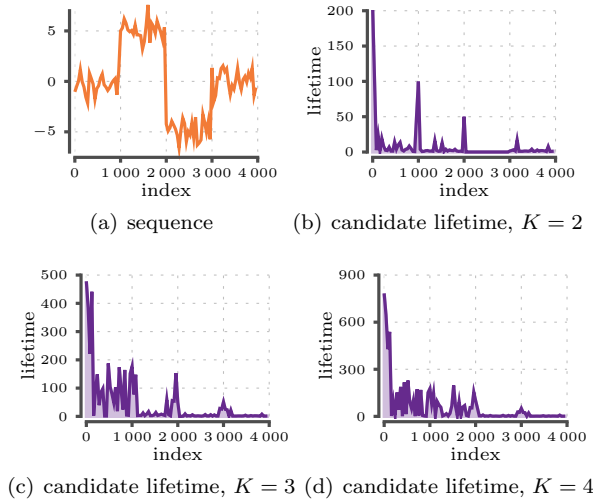 5
0
−5
0 1 000 2 000 3 000 4 000
index
(a) sequence
lifetime
200
150
100
50
0
0 1 000 2 000 3 000 4 000
index
(b) candidate lifetime, K = 2
lifetime
500
400
300
200
100
0
0 1 000 2 000 3 000 4 000
index
(c) candidate lifetime, K = 3
lifetime
900
600
300
0
0 1 000 2 000 3 000 4 000
index
(d) candidate lifetime, K = 4